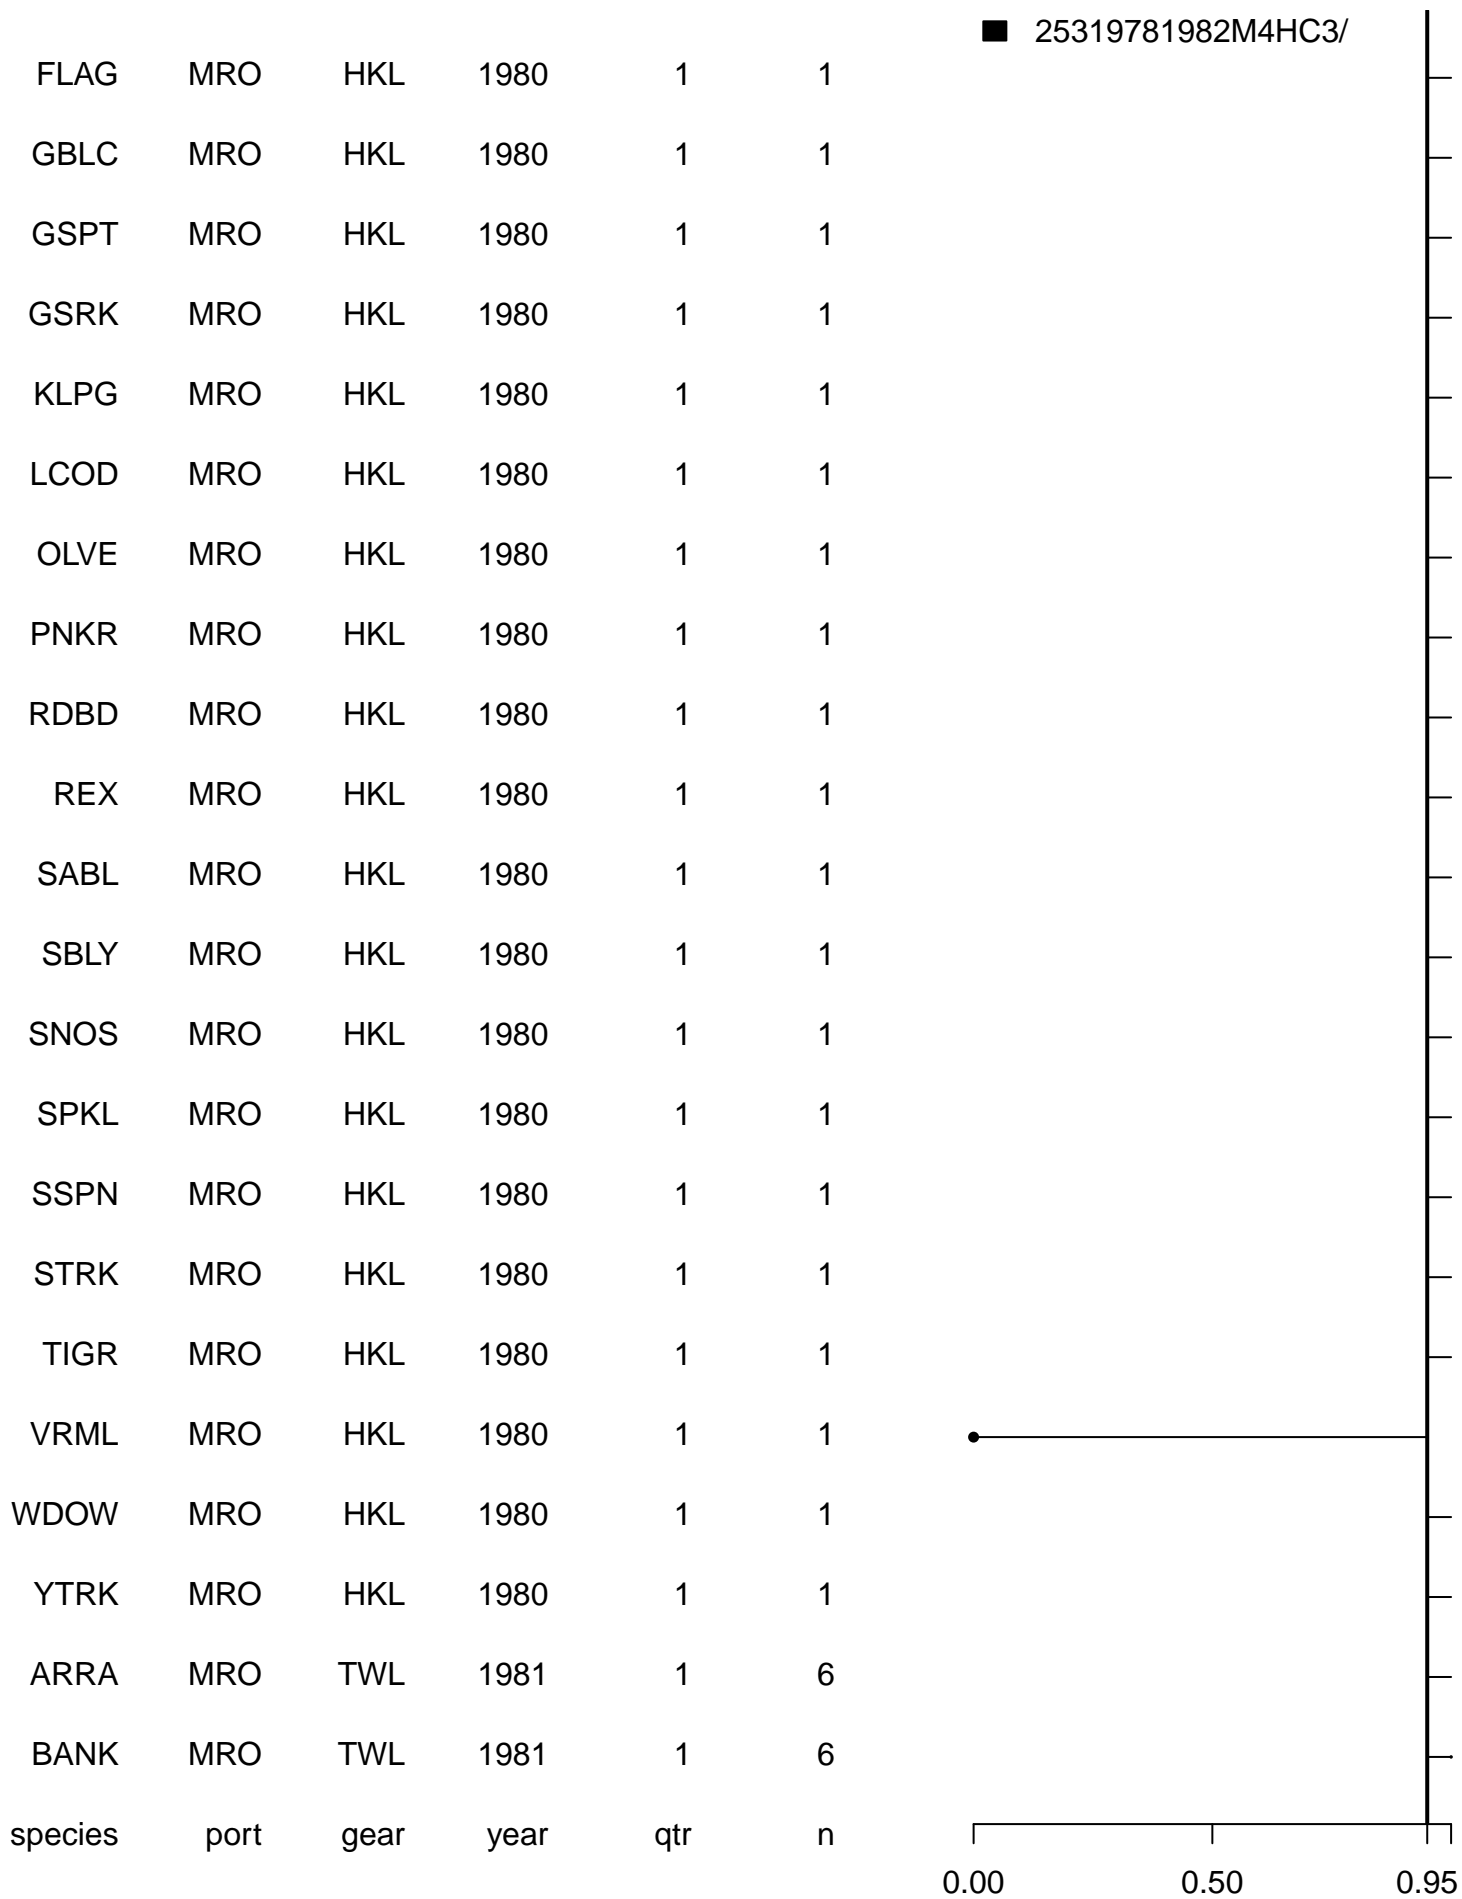 25319781982M4HC3/
FLAG MRO HKL 1980 1 1
GBLC MRO HKL 1980 1 1
GSPT MRO HKL 1980 1 1
GSRK MRO HKL 1980 1 1
KLPG MRO HKL 1980 1 1
LCOD MRO HKL 1980 1 1
OLVE MRO HKL 1980 1 1
PNKR MRO HKL 1980 1 1
RDBD MRO HKL 1980 1 1
REX MRO HKL 1980 1 1
SABL MRO HKL 1980 1 1
SBLY MRO HKL 1980 1 1
SNOS MRO HKL 1980 1 1
SPKL MRO HKL 1980 1 1
SSPN MRO HKL 1980 1 1
STRK MRO HKL 1980 1 1
TIGR MRO HKL 1980 1 1
VRML MRO HKL 1980 1 1
WDOW MRO HKL 1980 1 1
YTRK MRO HKL 1980 1 1
ARRA MRO TWL 1981 1 6
BANK MRO TWL 1981 1 6
species port gear year qtr n
0.00 0.50 0.95